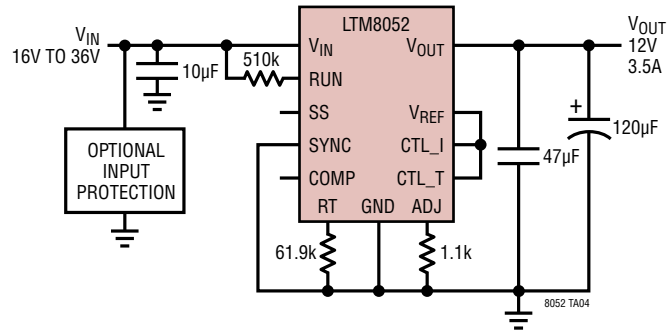 LTM8052
VIN
16V TO 36V
10µF
510k
VIN
RUN
SS
SYNC
COMP
RT
GND
ADJ
VOUT
VREF
CTL_I
CTL_T
VOUT
12V
3.5A
47µF
+
120µF
OPTIONAL
INPUT
PROTECTION
61.9k
1.1k
8052 TA04